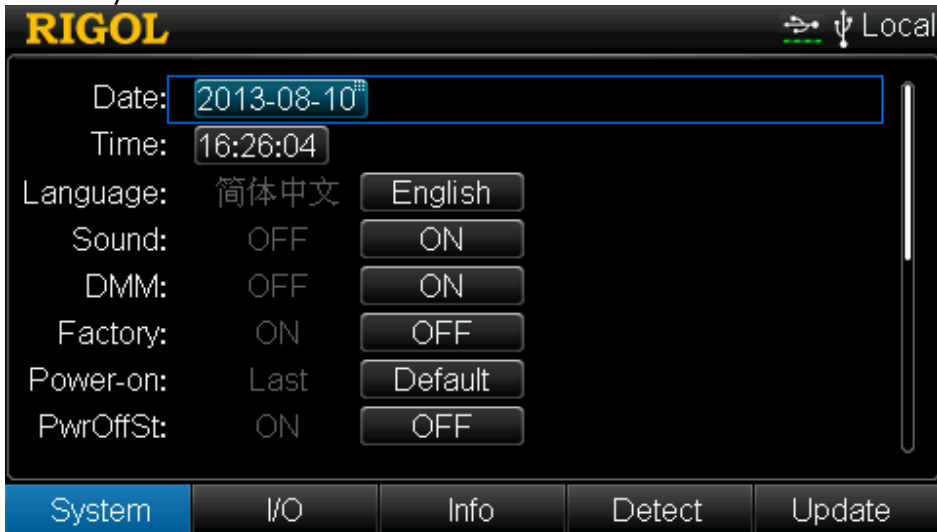 RIGOL Local
Date: 2013-08-10
Time: 16:26:04
Language: 简体中文 English
Sound: OFF ON
DMM: OFF ON
Factory: ON OFF
Power-on: Last Default
PwrOffSt: ON OFF
System I/O Info Detect Update